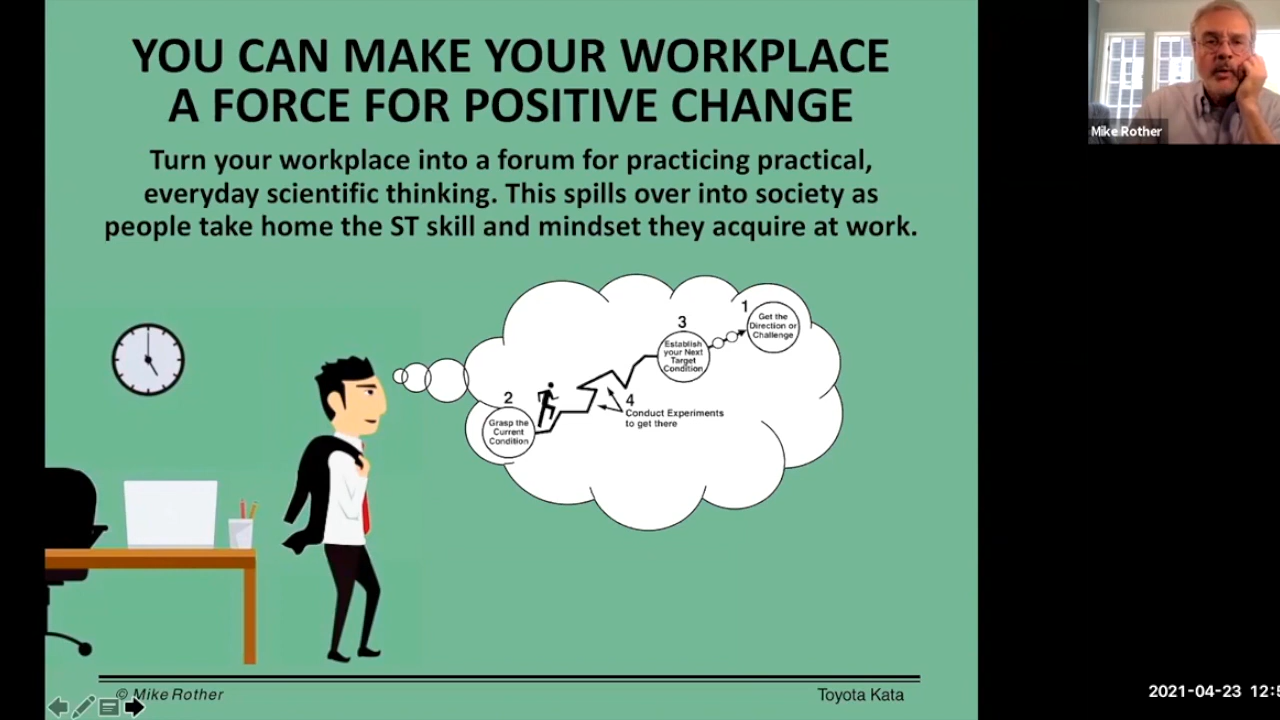 YOU CAN MAKE YOUR WORKPLACE
A FORCE FOR POSITIVE CHANGE
Turn your workplace into a forum for practicing practical,
everyday scientific thinking. This spills over into society as
people take home the ST skill and mindset they acquire at work.
1
Get the
Direction or
Challenge
3
Establish
your Next
Target
Condition
2
Grasp the
Current
Condition
4
Conduct Experiments
to get there
© Mike Rother
Toyota Kata
Mike Rother
2021-04-23 12:5